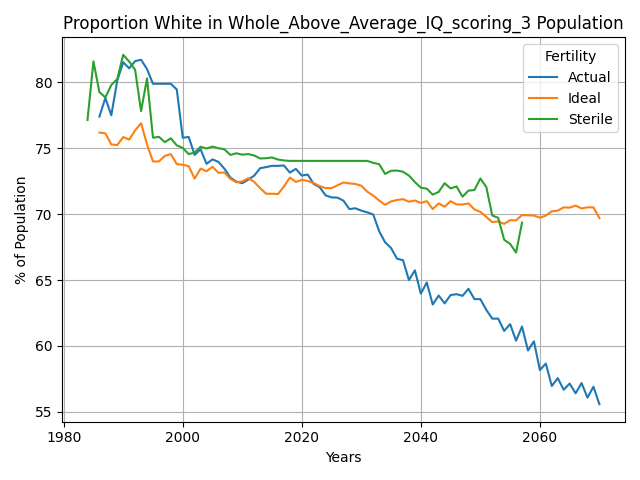 Proportion White in Whole_Above_Average_IQ_scoring_3 Population
Fertility
Actual
Ideal
Sterile
% of Population
80
75
70
65
60
55
1980
2000
2020
2040
2060
Years